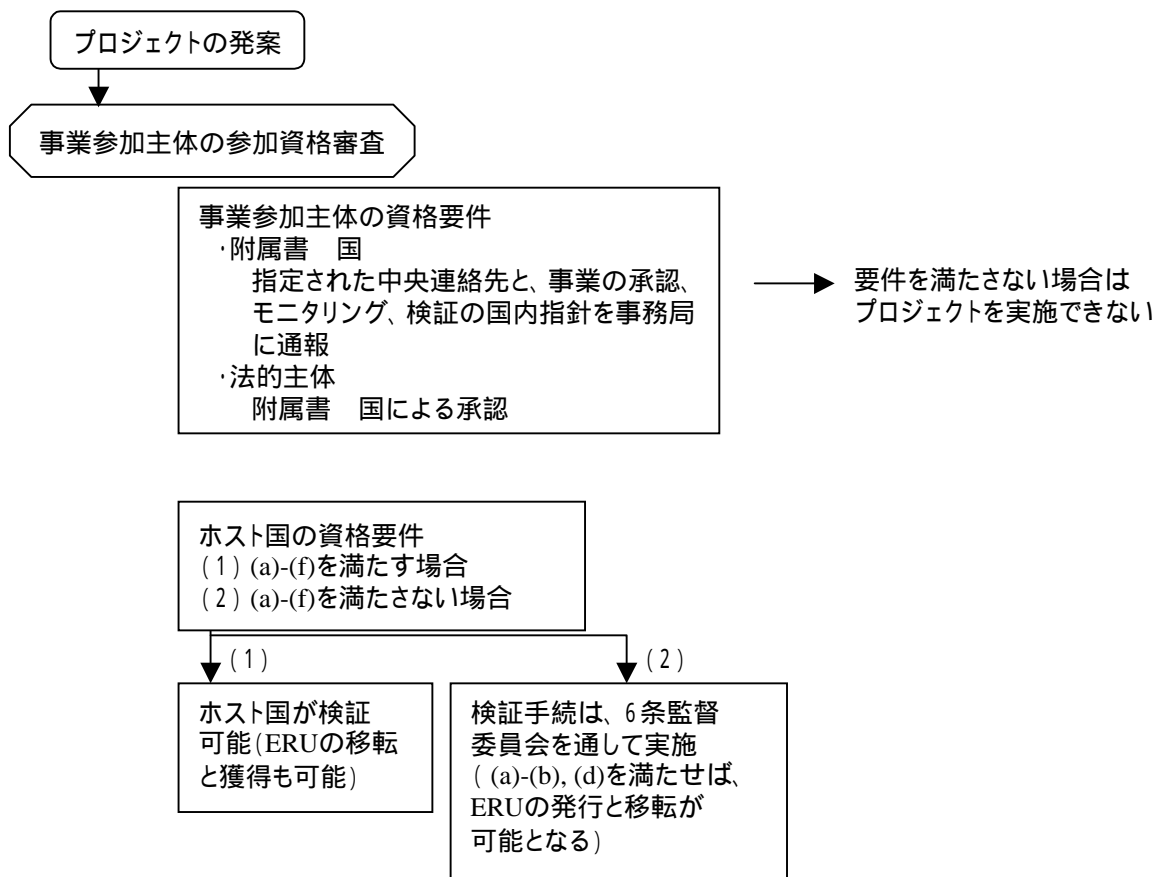 プロジェクトの発案
事業参加主体の参加資格審査
事業参加主体の資格要件
・附属書　国
指定された中央連絡先と、事業の承認、
モニタリング、検証の国内指針を事務局
に通報
・法的主体
附属書　国による承認
要件を満たさない場合は
プロジェクトを実施できない
ホスト国の資格要件
(1) (a)-(f)を満たす場合
(2) (a)-(f)を満たさない場合
(1)
(2)
ホスト国が検証
可能(ERUの移転
と獲得も可能)
検証手続は、6条監督
委員会を通して実施
( (a)-(b), (d)を満たせば、
ERUの発行と移転が
可能となる)